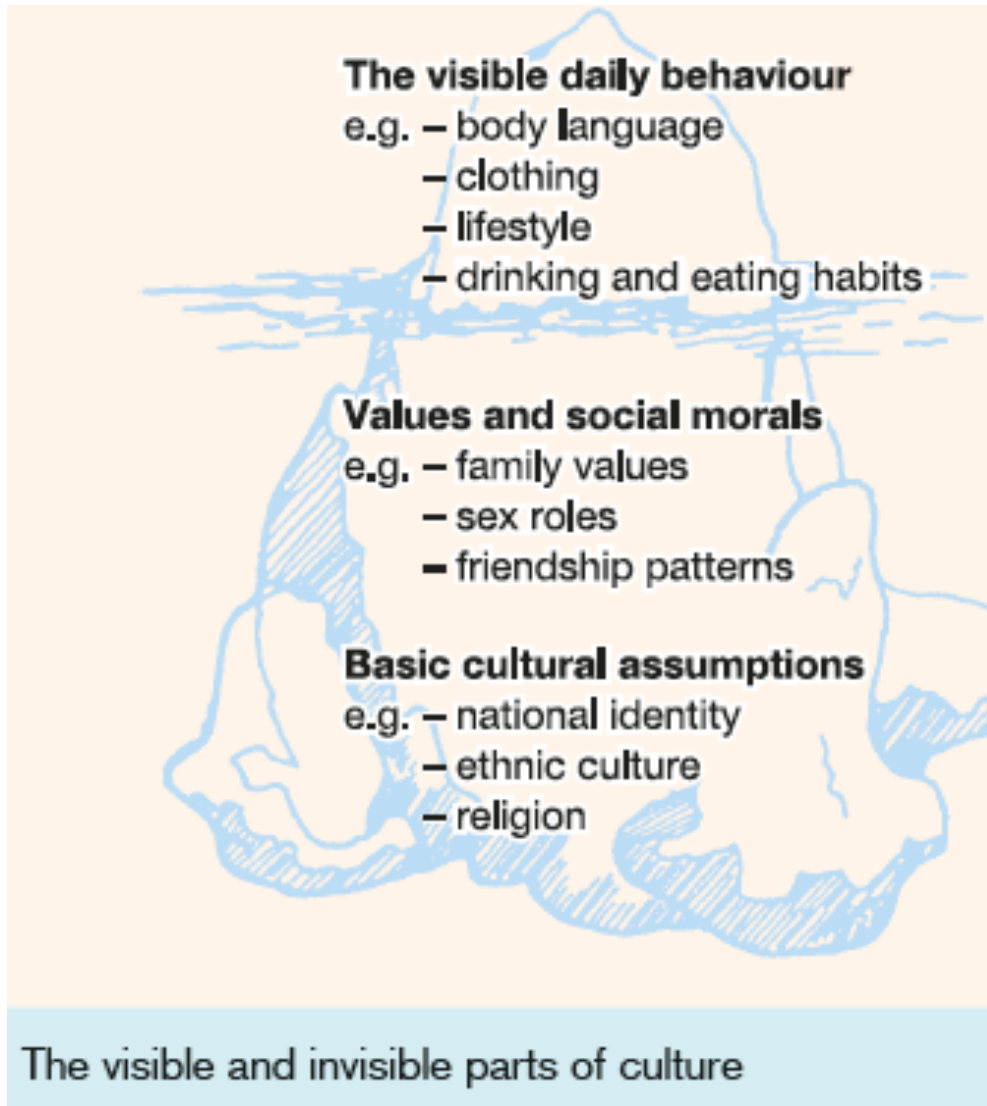 The visible daily behaviour
e.g. – body language
– clothing
– lifestyle
– drinking and eating habits
Values and social morals
e.g. – family values
– sex roles
– friendship patterns
Basic cultural assumptions
e.g. – national identity
– ethnic culture
– religion
The visible and invisible parts of culture